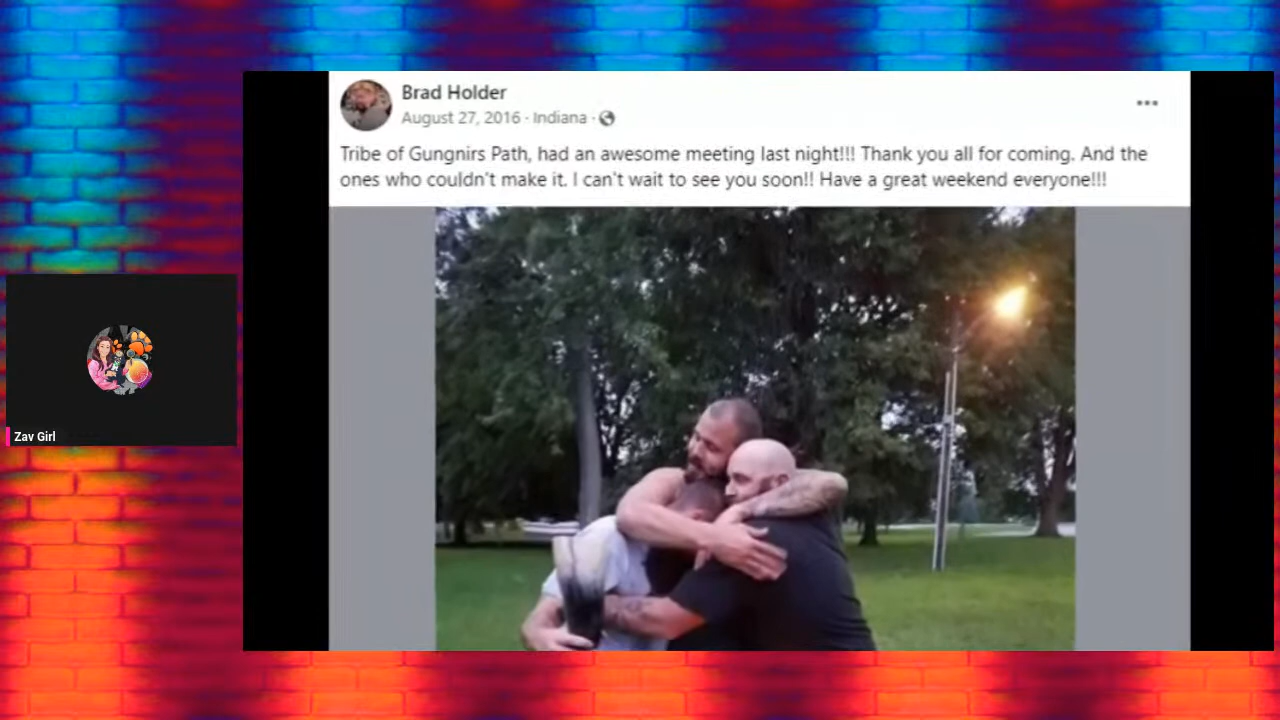 Brad Holder
August 27, 2016 · Indiana ·
Tribe of Gungnirs Path, had an awesome meeting last night!!! Thank you all for coming. And the
ones who couldn't make it. I can't wait to see you soon!! Have a great weekend everyone!!!
Zav Girl